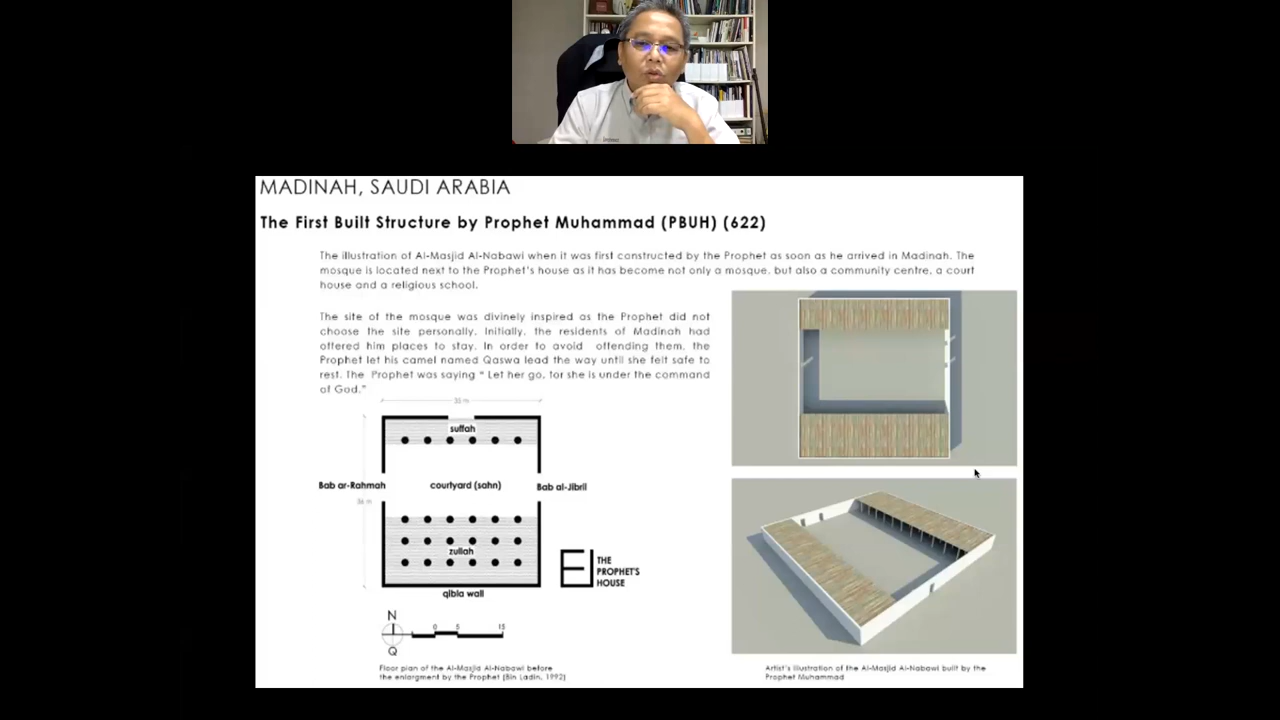 MADINAH, SAUDI ARABIA
The First Built Structure by Prophet Muhammad (PBUH) (622)
The illustration of Al-Masjid Al-Nabawi when it was first constructed by the Prophet as soon as he arrived in Madinah. The
mosque is located next to the Prophet's house as it has become not only a mosque, but also a community centre, a court
house and a religious school.
The site of the mosque was divinely inspired as the Prophet did not
choose the site personally. Initially, the residents of Madinah had
offered him places to stay. In order to avoid offending them, the
Prophet let his camel named Qaswa lead the way until she felt safe to
rest. The Prophet was saying " Let her go, for she is under the command
of God."
35 m
suffah
Bab ar-Rahmah
courtyard (sahn)
Bab al-Jibril
zullah
THE
PROPHET'S
HOUSE
qibla wall
N
0 5 15
Q
Floor plan of the Al-Masjid Al-Nabawi before
the enlargment by the Prophet (Bin Ladin, 1992)
Artist's illustration of the Al-Masjid Al-Nabawi built by the
Prophet Muhammad